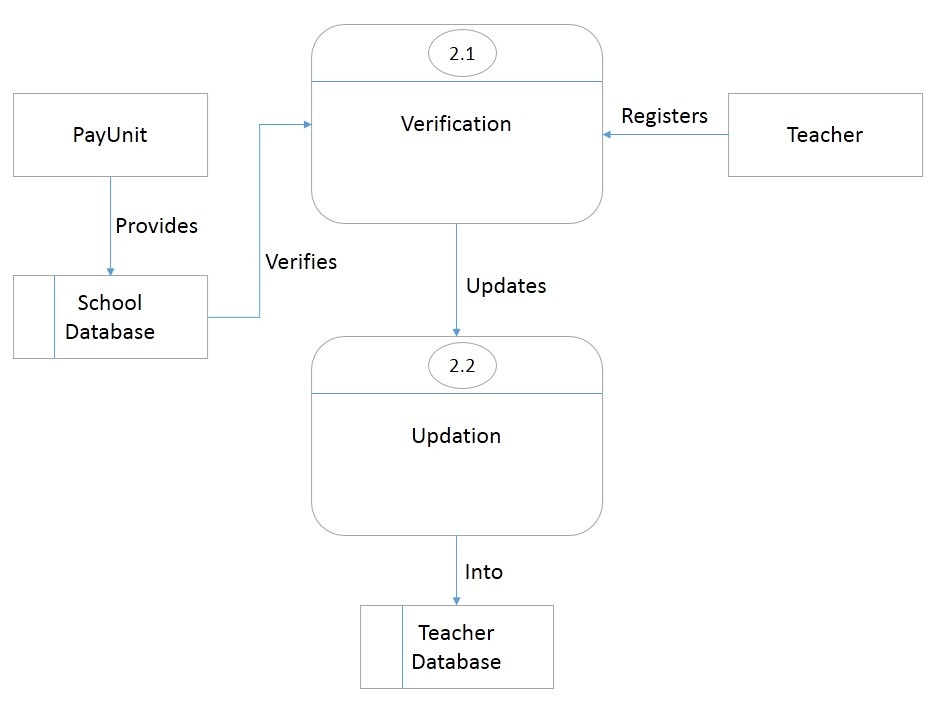 2.1
Verification
Registers
Teacher
PayUnit
Provides
School
Database
Verifies
Updates
2.2
Updation
Into
Teacher
Database